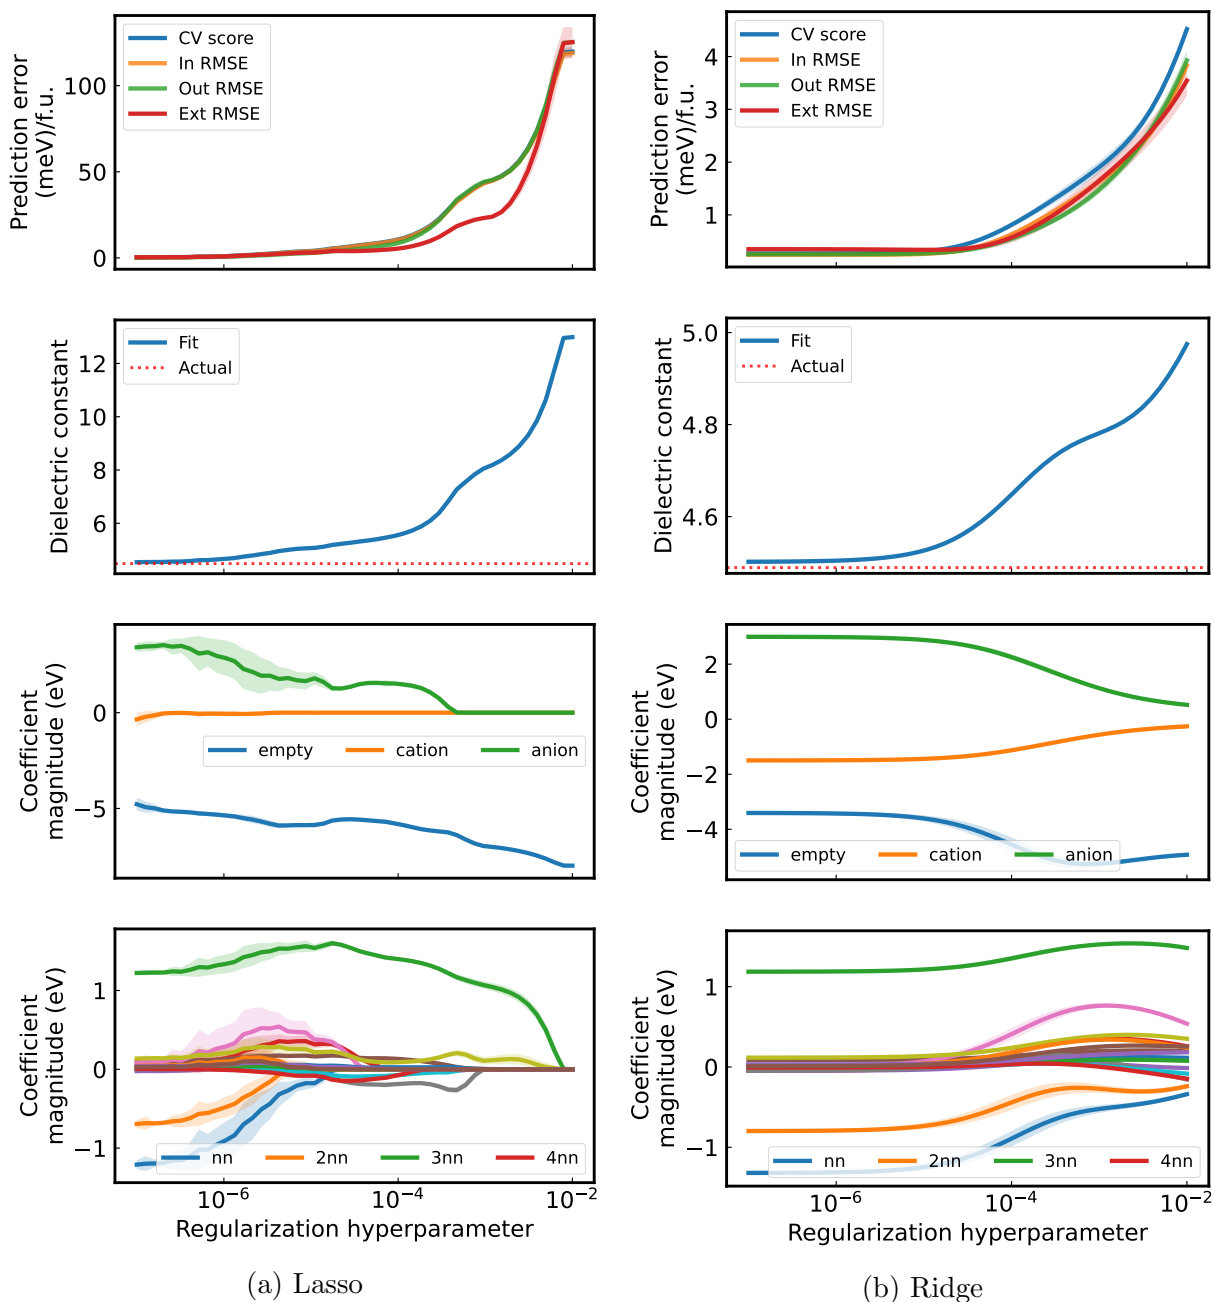 Prediction error
(meV)/f.u.
100
50
0
CV score
In RMSE
Out RMSE
Ext RMSE
Prediction error
(meV)/f.u.
4
3
2
1
CV score
In RMSE
Out RMSE
Ext RMSE
Dielectric constant
12
10
8
6
Fit
Actual
Dielectric constant
5.0
4.8
4.6
Fit
Actual
Coefficient
magnitude (eV)
0
−5
empty cation anion
Coefficient
magnitude (eV)
2
0
−2
−4
empty cation anion
Coefficient
magnitude (eV)
1
0
−1
nn 2nn 3nn 4nn
10⁻⁶ 10⁻⁴ 10⁻²
Regularization hyperparameter
Coefficient
magnitude (eV)
1
0
−1
nn 2nn 3nn 4nn
10⁻⁶ 10⁻⁴ 10⁻²
Regularization hyperparameter
(a) Lasso
(b) Ridge